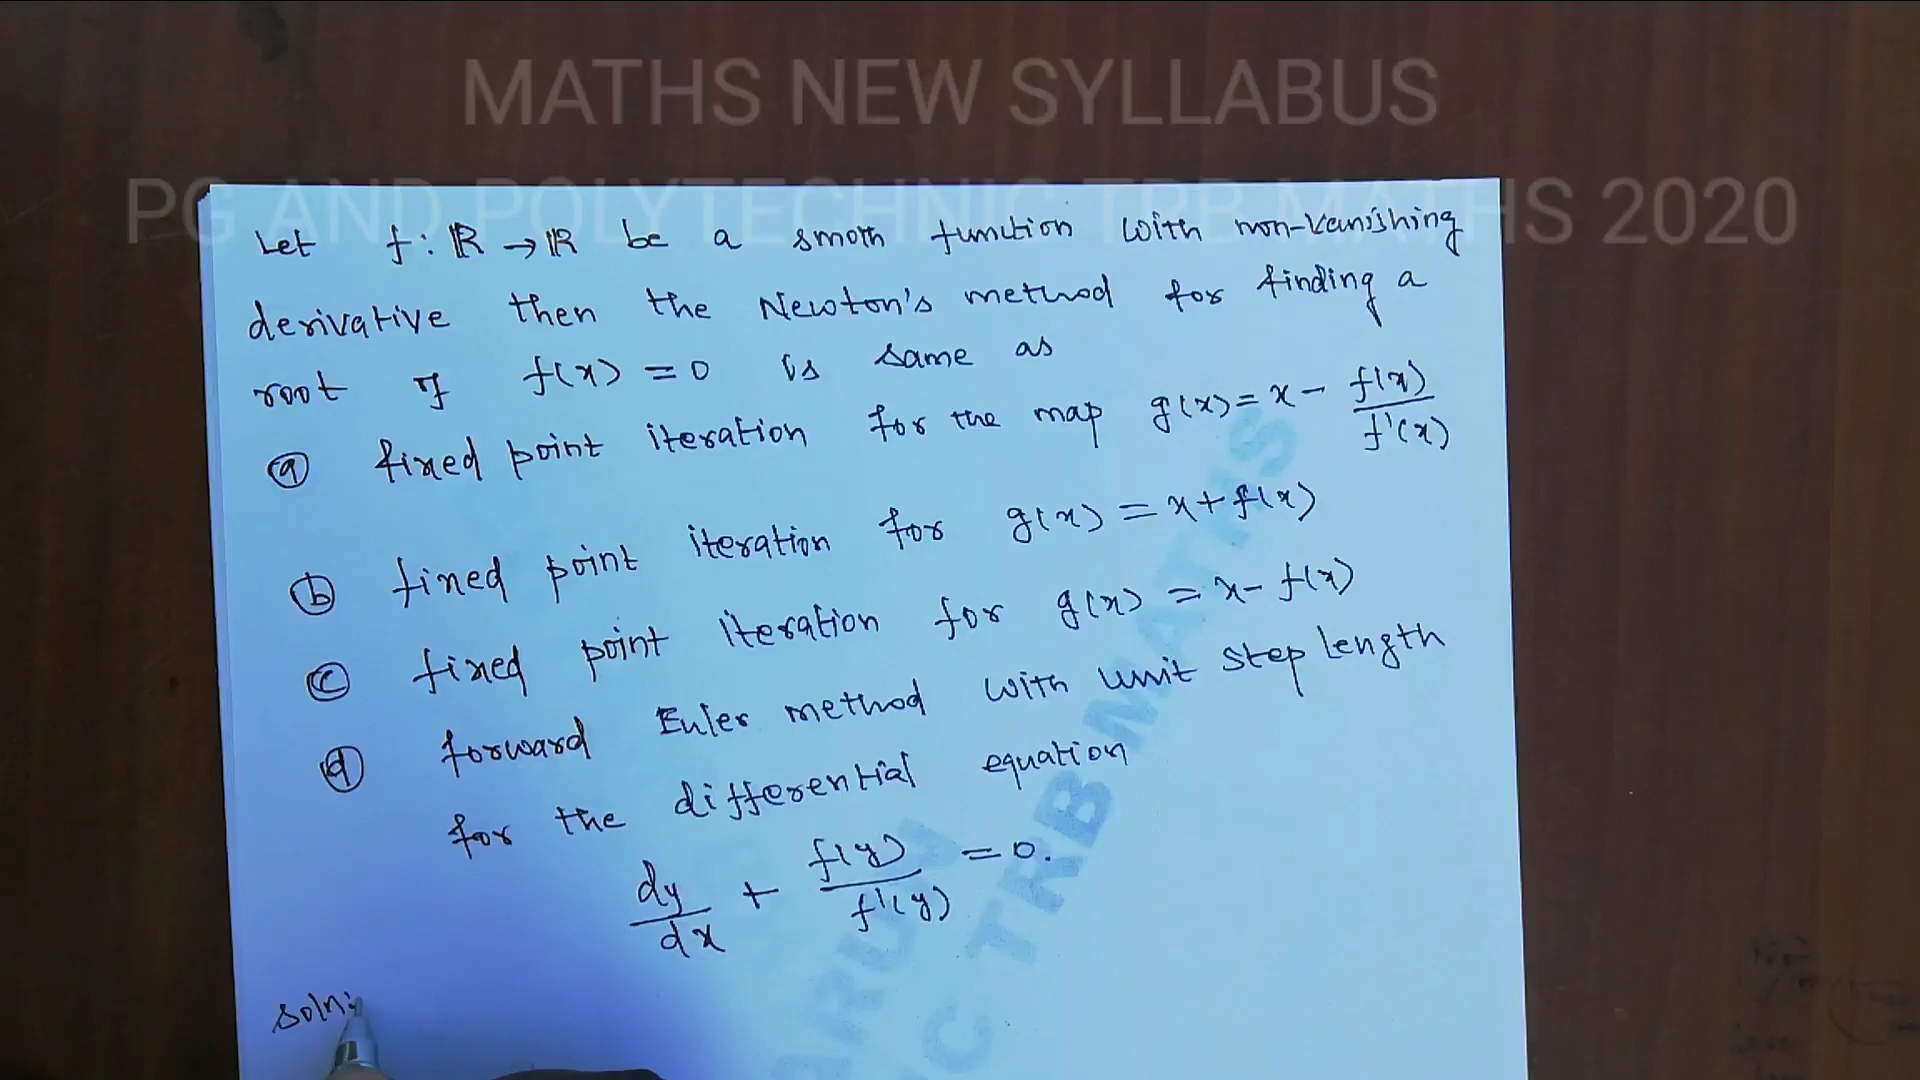 MATHS NEW SYLLABUS
PG AND POLYTECHNIC TRB MATHS 2020
Let f : ℝ → ℝ be a smoth function with non-vanishing
derivative then the Newton's method for finding a
root of f(x) = 0 is same as
(a) fixed point iteration for the map g(x) = x - f(x)/f'(x)
(b) fixed point iteration for g(x) = x + f(x)
(c) fixed point iteration for g(x) = x - f(x)
(d) forward Euler method with unit step length
for the differential equation
dy/dx + f(y)/f'(y) = 0.
soln:
TRB MATHS